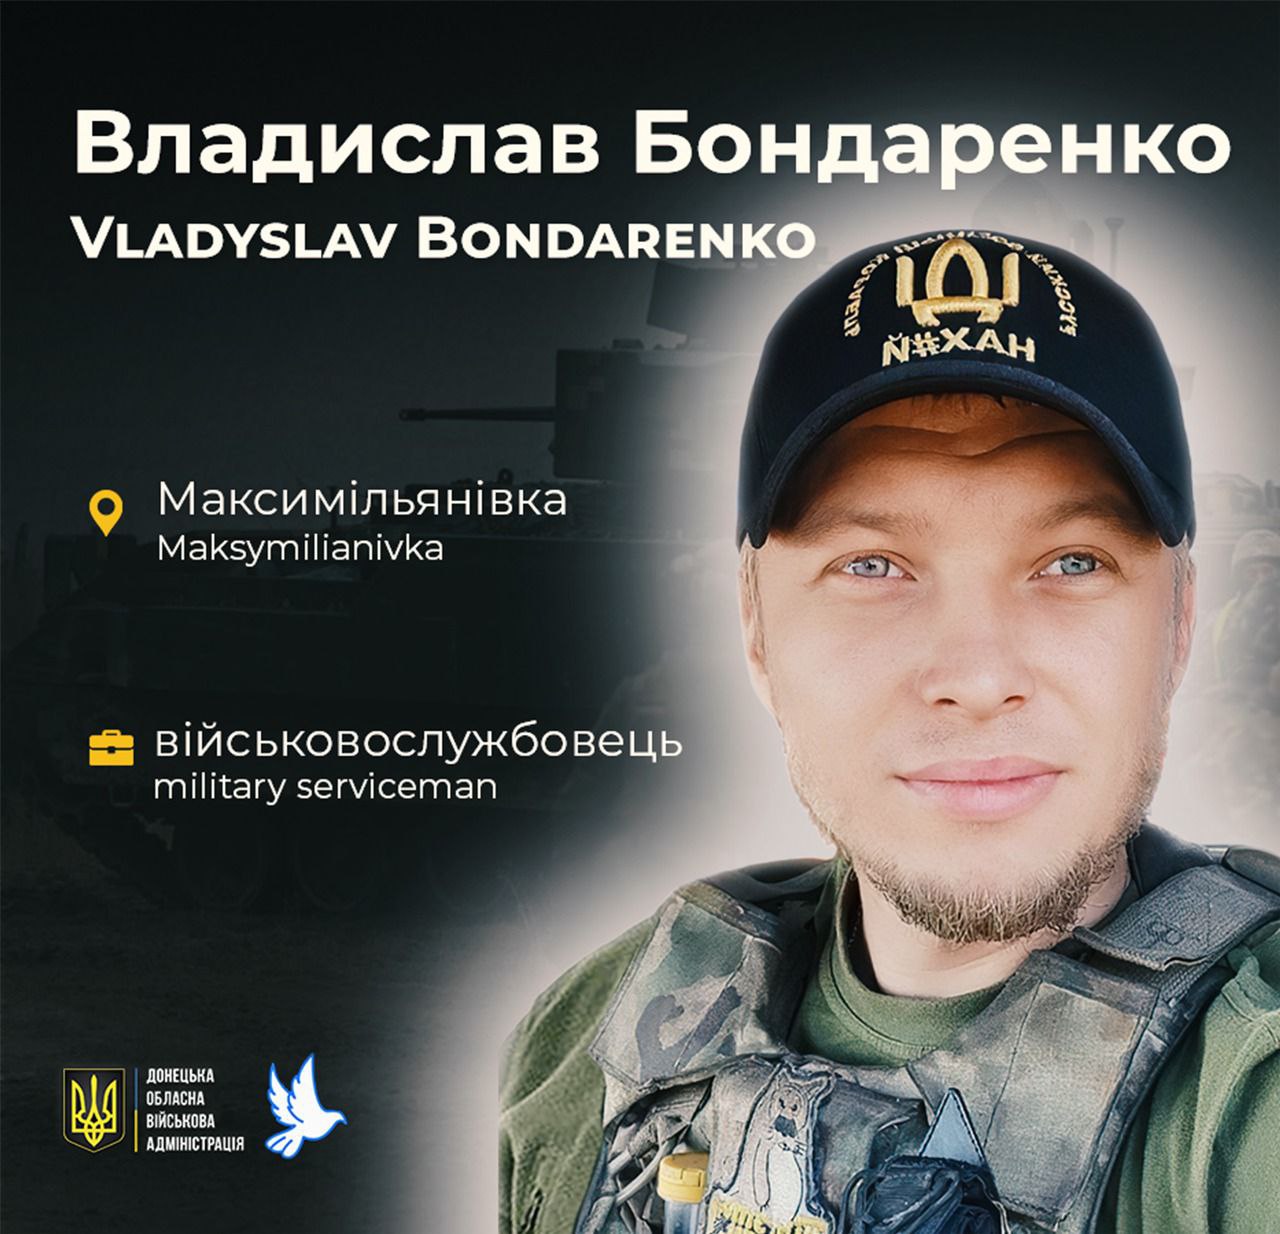 Владислав Бондаренко
VLADYSLAV BONDARENKO
Й#ХАН
Максимільянівка
Maksymilianivka
військовослужбовець
military serviceman
ДОНЕЦЬКА
ОБЛАСНА
ВІЙСЬКОВА
АДМІНІСТРАЦІЯ